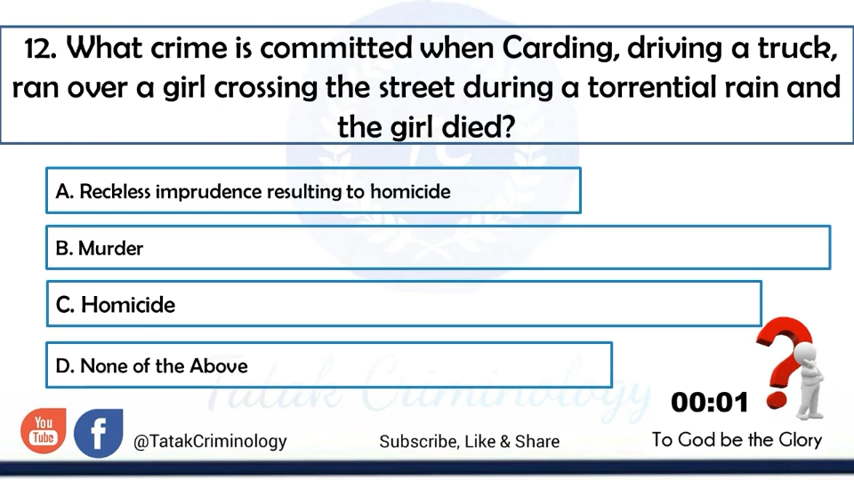 12. What crime is committed when Carding, driving a truck,
ran over a girl crossing the street during a torrential rain and
the girl died?
A. Reckless imprudence resulting to homicide
B. Murder
C. Homicide
D. None of the Above
Tatak Criminology
00:01
You
Tube
f
@TatakCriminology
Subscribe, Like & Share
To God be the Glory